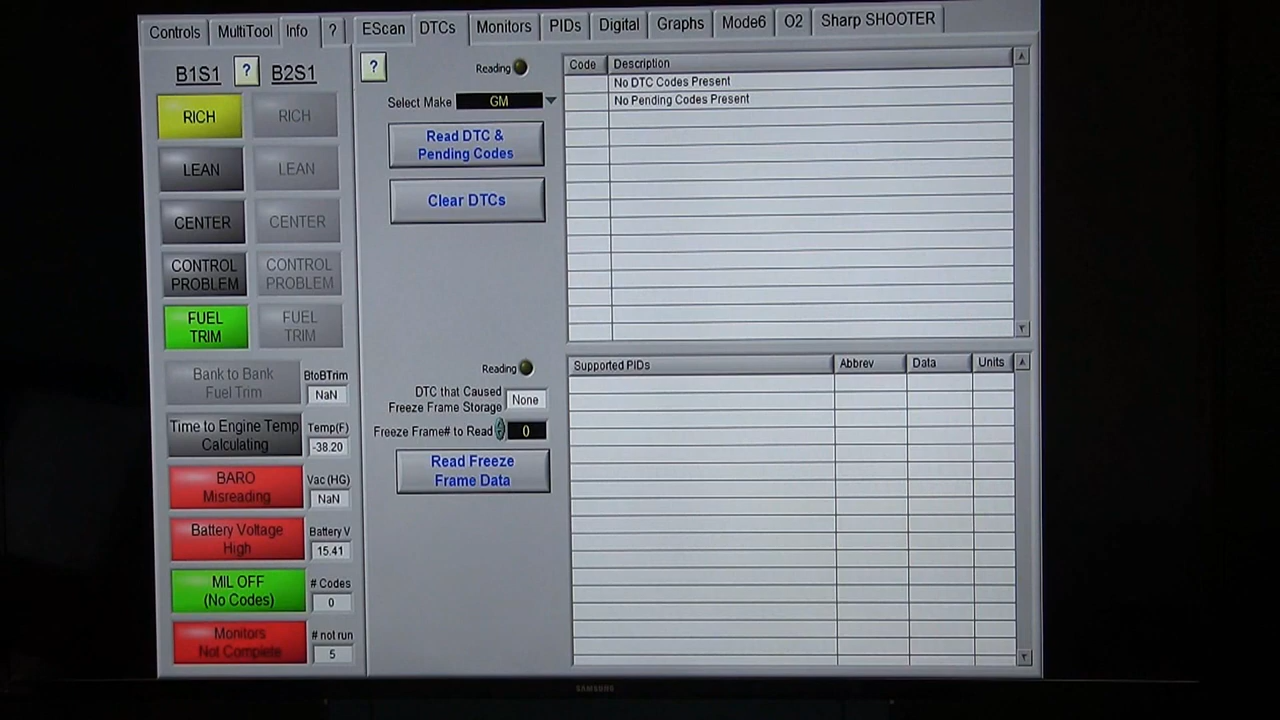 Controls MultiTool Info ? EScan DTCs Monitors PIDs Digital Graphs Mode6 O2 Sharp SHOOTER
B1S1 ? B2S1
RICH RICH
LEAN LEAN
CENTER CENTER
CONTROL PROBLEM CONTROL PROBLEM
FUEL TRIM FUEL TRIM
Bank to Bank Fuel Trim
BtoBTrim
NaN
Time to Engine Temp Calculating
Temp(F)
-38.20
BARO Misreading
Vac (HG)
NaN
Battery Voltage High
Battery V
15.41
MIL OFF (No Codes)
# Codes
0
Monitors Not Complete
# not run
5
?
Reading
Select Make GM
Read DTC & Pending Codes
Clear DTCs
Code Description
No DTC Codes Present
No Pending Codes Present
Reading
DTC that Caused Freeze Frame Storage None
Freeze Frame# to Read 0
Read Freeze Frame Data
Supported PIDs Abbrev Data Units
SAMSUNG